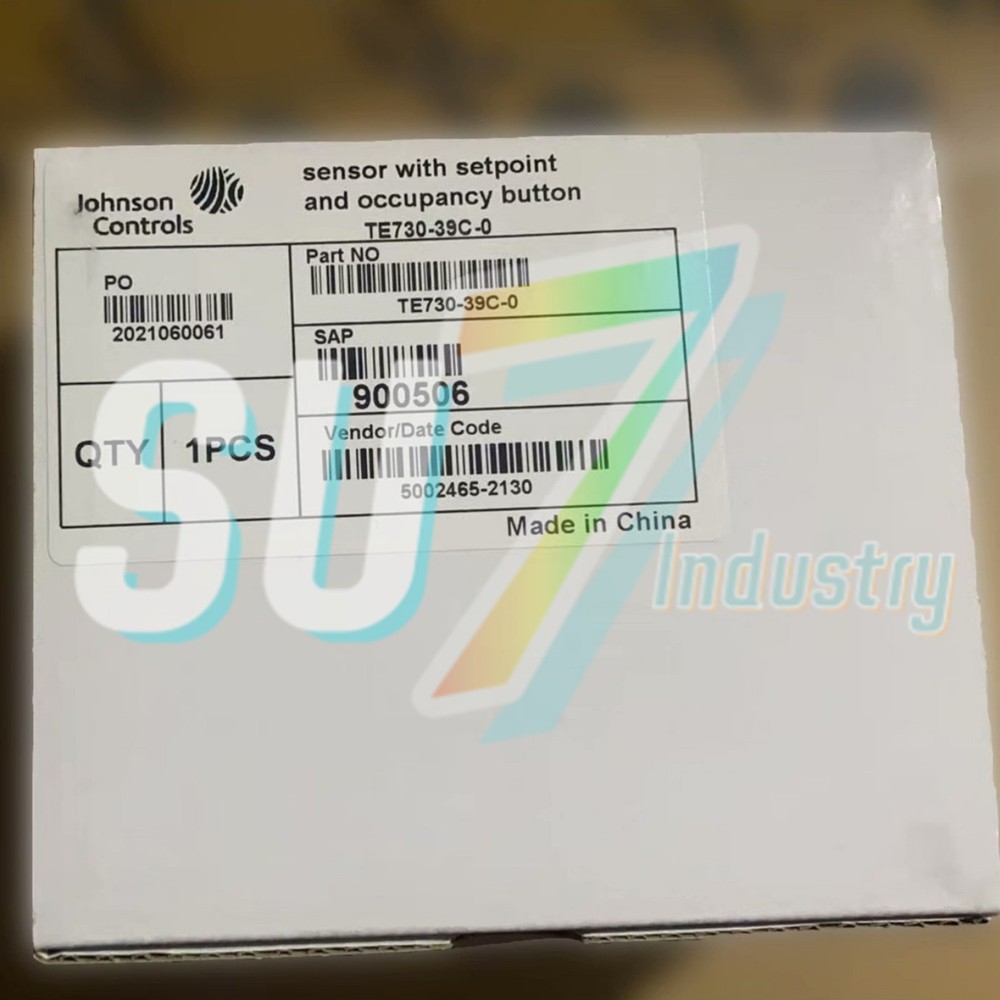 Johnson
Controls
sensor with setpoint
and occupancy button
TE730-39C-0
PO
2021060061
Part NO
TE730-39C-0
SAP
900506
QTY
1PCS
Vendor/Date Code
5002465-2130
Made in China
SU7
Industry